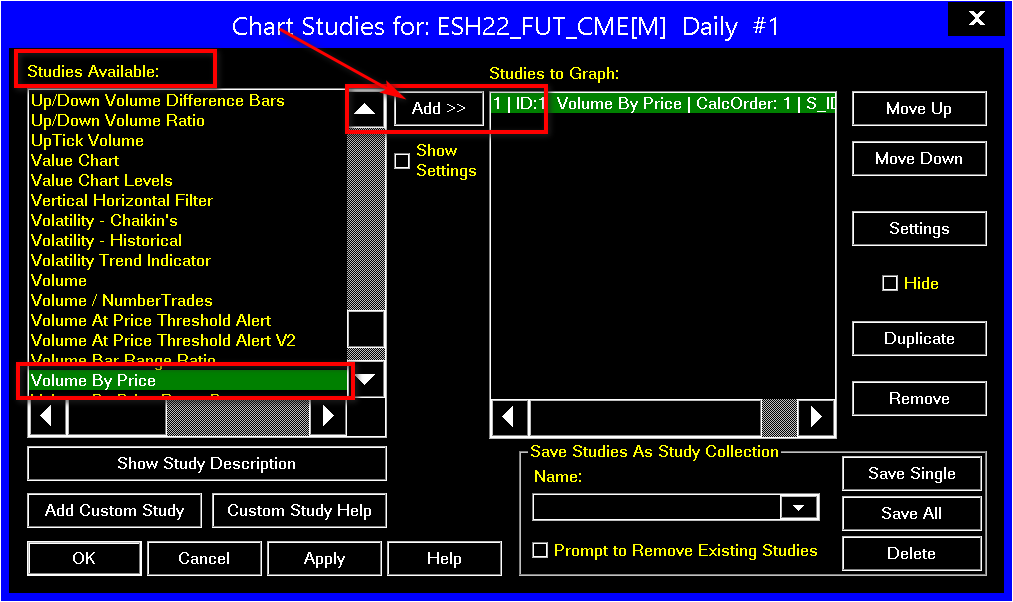 Chart Studies for: ESH22_FUT_CME[M] Daily #1
X
Studies Available:
Up/Down Volume Difference Bars
Up/Down Volume Ratio
UpTick Volume
Value Chart
Value Chart Levels
Vertical Horizontal Filter
Volatility - Chaikin's
Volatility - Historical
Volatility Trend Indicator
Volume
Volume / NumberTrades
Volume At Price Threshold Alert
Volume At Price Threshold Alert V2
Volume Bar Range Ratio
Volume By Price
Add >>
Show
Settings
Studies to Graph:
1 | ID:1 Volume By Price | CalcOrder: 1 | S_ID
Move Up
Move Down
Settings
Hide
Duplicate
Remove
Show Study Description
Add Custom Study
Custom Study Help
OK
Cancel
Apply
Help
Save Studies As Study Collection
Name:
Prompt to Remove Existing Studies
Save Single
Save All
Delete